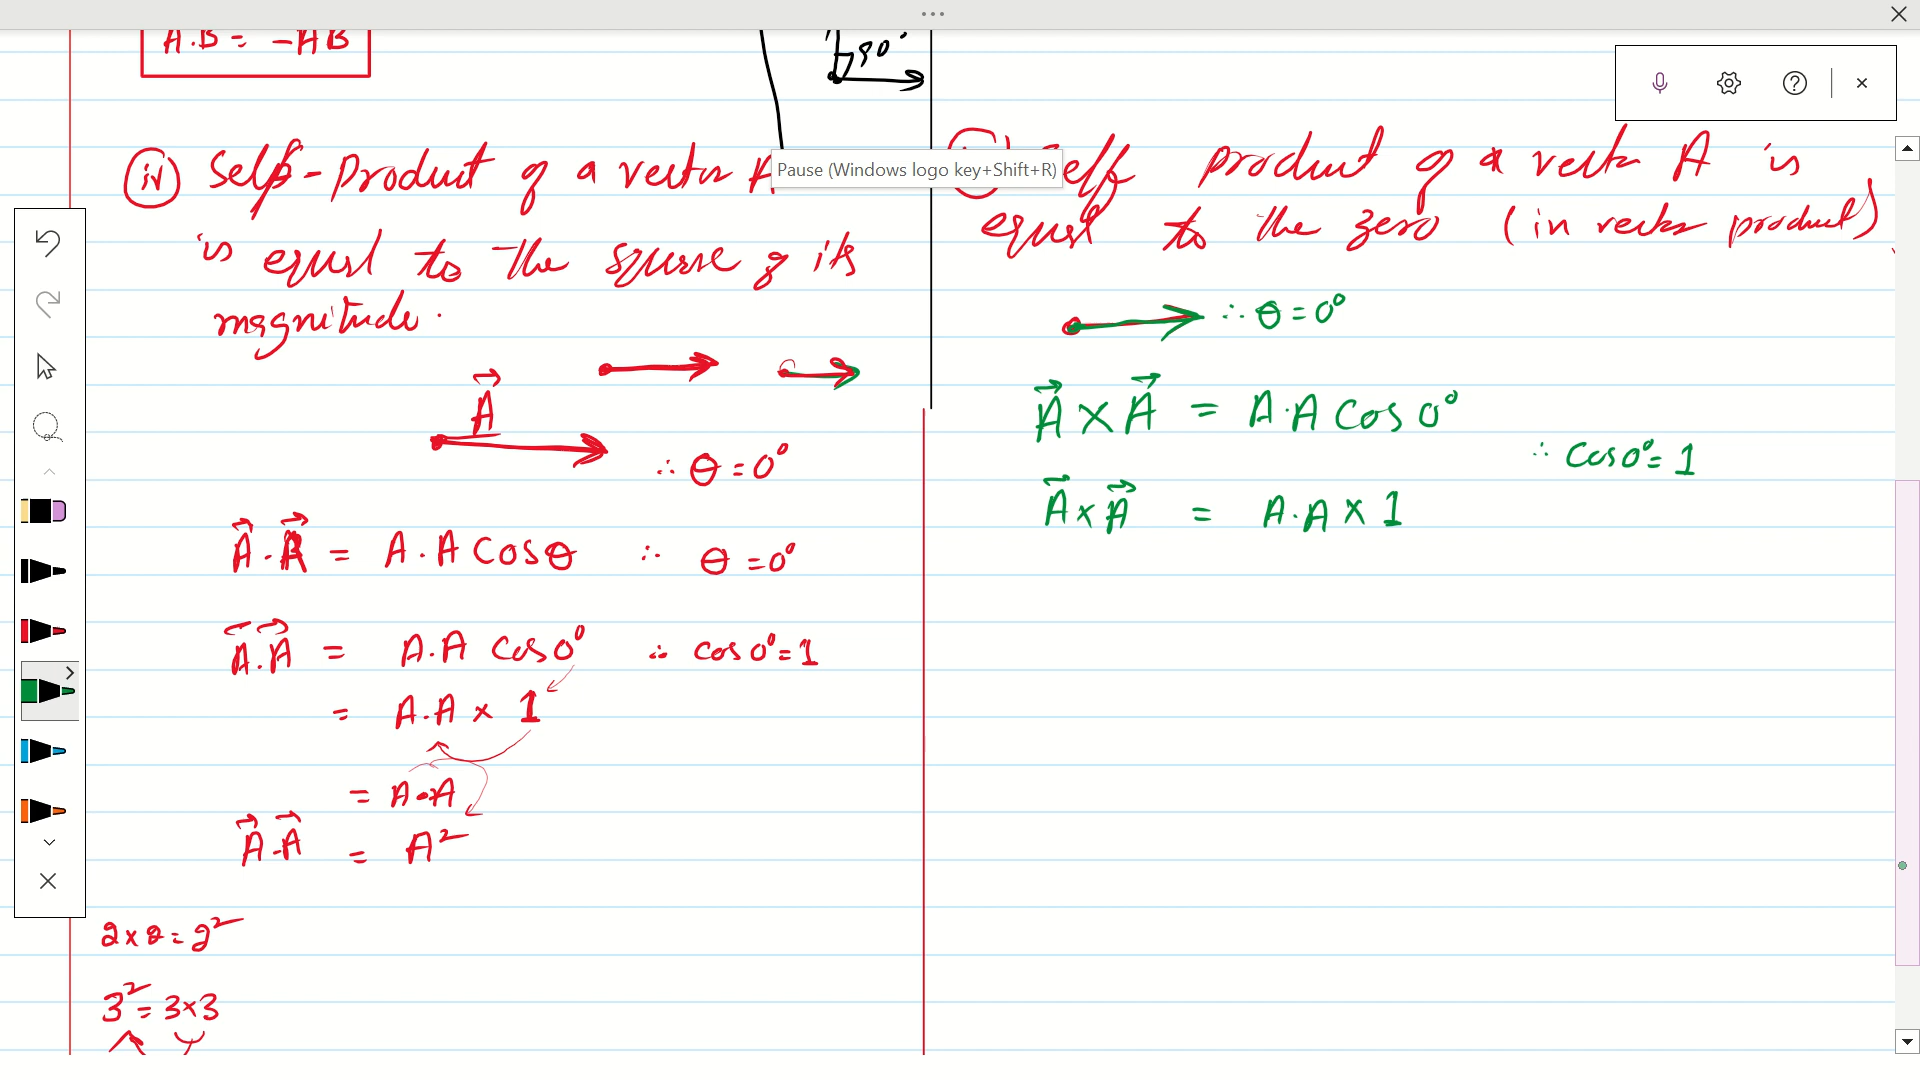 A.B = -AB
90°
Pause (Windows logo key+Shift+R)
(iv) Self-Product of a vector A
is equal to the square of its
magnitude.
A
∴ θ = 0°
A.A = A.A Cosθ ∴ θ = 0°
A.A = A.A Cos 0° ∴ cos 0° = 1
= A.A × 1
= A.A
A.A = A²
2×2 = 2²
3² = 3×3
Self product of a vector A is
equal to the zero (in vector product)
∴ θ = 0°
A × A = A.A Cos 0°
∴ Cos 0° = 1
A × A = A.A × 1